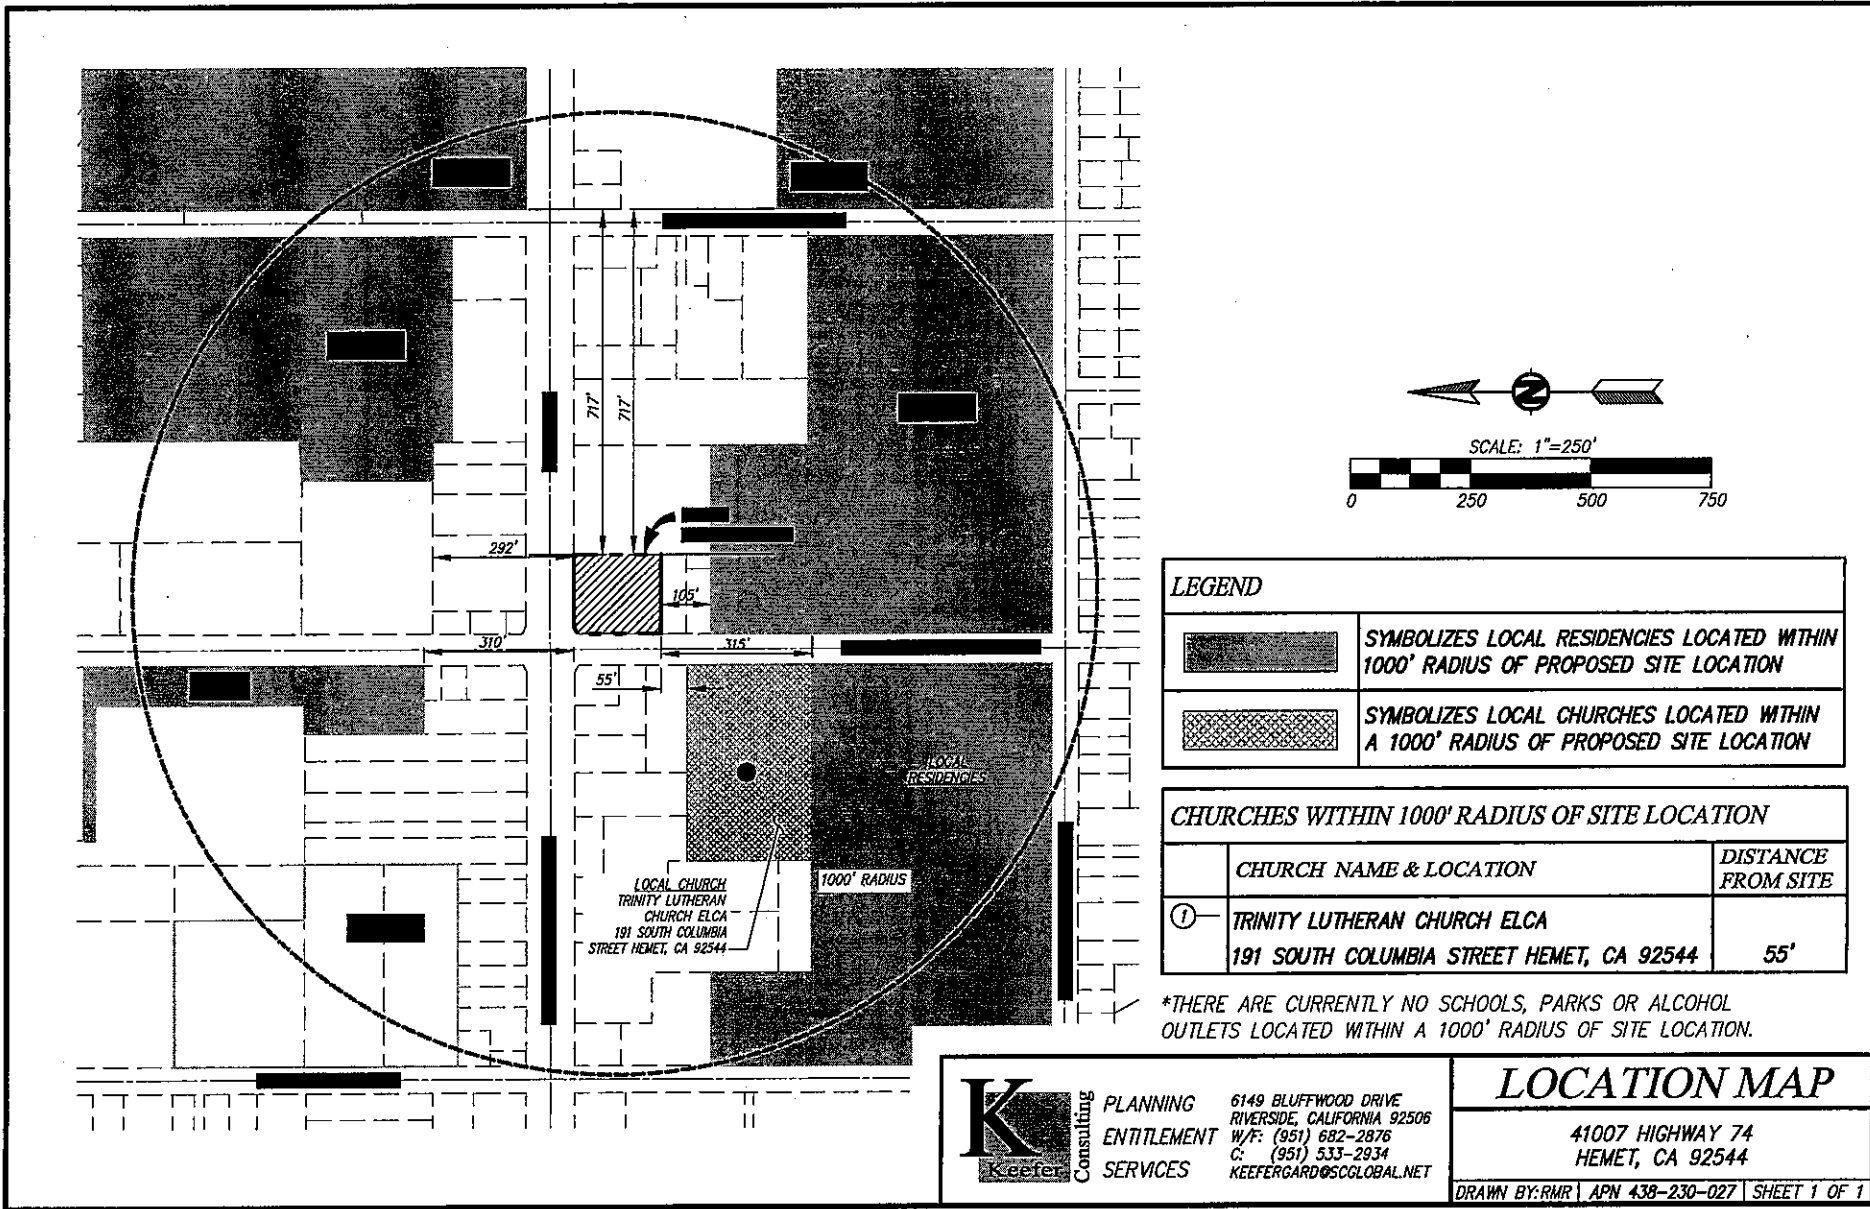 717'
717'
292'
105'
310'
315'
55'
LOCAL
RESIDENCIES
1000' RADIUS
LOCAL CHURCH
TRINITY LUTHERAN
CHURCH ELCA
191 SOUTH COLUMBIA
STREET HEMET, CA 92544
N
SCALE: 1"=250'
0 250 500 750
LEGEND
SYMBOLIZES LOCAL RESIDENCIES LOCATED WITHIN
1000' RADIUS OF PROPOSED SITE LOCATION
SYMBOLIZES LOCAL CHURCHES LOCATED WITHIN
A 1000' RADIUS OF PROPOSED SITE LOCATION
CHURCHES WITHIN 1000' RADIUS OF SITE LOCATION
CHURCH NAME & LOCATION
DISTANCE
FROM SITE
1
TRINITY LUTHERAN CHURCH ELCA
191 SOUTH COLUMBIA STREET HEMET, CA 92544
55'
*THERE ARE CURRENTLY NO SCHOOLS, PARKS OR ALCOHOL
OUTLETS LOCATED WITHIN A 1000' RADIUS OF SITE LOCATION.
K
Keefer
Consulting
PLANNING
ENTITLEMENT
SERVICES
6149 BLUFFWOOD DRIVE
RIVERSIDE, CALIFORNIA 92506
W/F: (951) 682-2876
C: (951) 533-2934
KEEFERGARD@SCGLOBAL.NET
LOCATION MAP
41007 HIGHWAY 74
HEMET, CA 92544
DRAWN BY:RMR APN 438-230-027 SHEET 1 OF 1